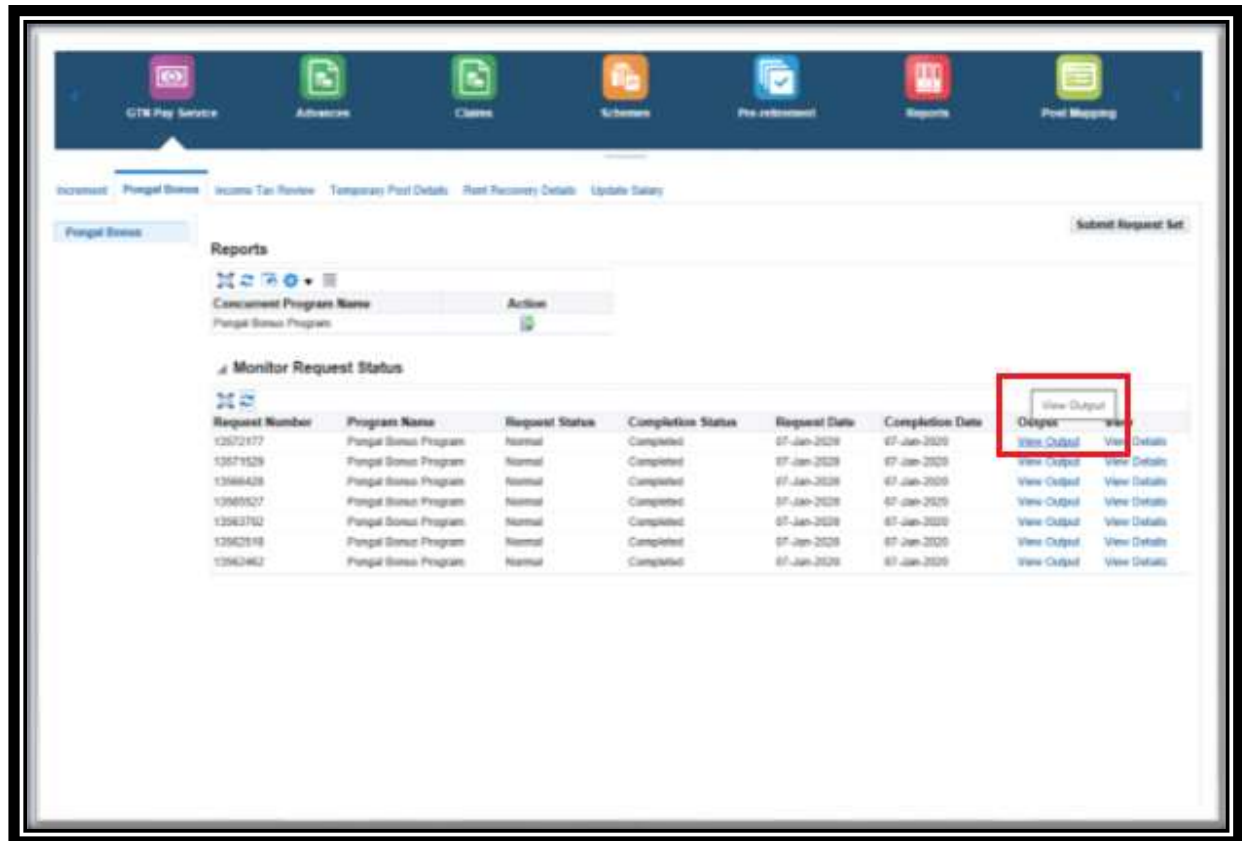 GTN Pay Service Advances Claims Schemes Pre-retirement Reports Post Mapping
Increment Pongal Bonus Income Tax Review Temporary Post Details Rent Recovery Details Update Salary
Pongal Bonus
Submit Request Set
Reports
Concurrent Program Name Action
Pongal Bonus Program
Monitor Request Status
View Output
Request Number Program Name Request Status Completion Status Request Date Completion Date Output View
13572177 Pongal Bonus Program Normal Completed 07-Jan-2020 07-Jan-2020 View Output View Details
13571529 Pongal Bonus Program Normal Completed 07-Jan-2020 07-Jan-2020 View Output View Details
13566428 Pongal Bonus Program Normal Completed 07-Jan-2020 07-Jan-2020 View Output View Details
Pongal Bonus Program Normal Completed 07-Jan-2020 07-Jan-2020 View Output View Details
Pongal Bonus Program Normal Completed 07-Jan-2020 07-Jan-2020 View Output View Details
Pongal Bonus Program Normal Completed 07-Jan-2020 07-Jan-2020 View Output View Details
13562462 Pongal Bonus Program Normal Completed 07-Jan-2020 07-Jan-2020 View Output View Details